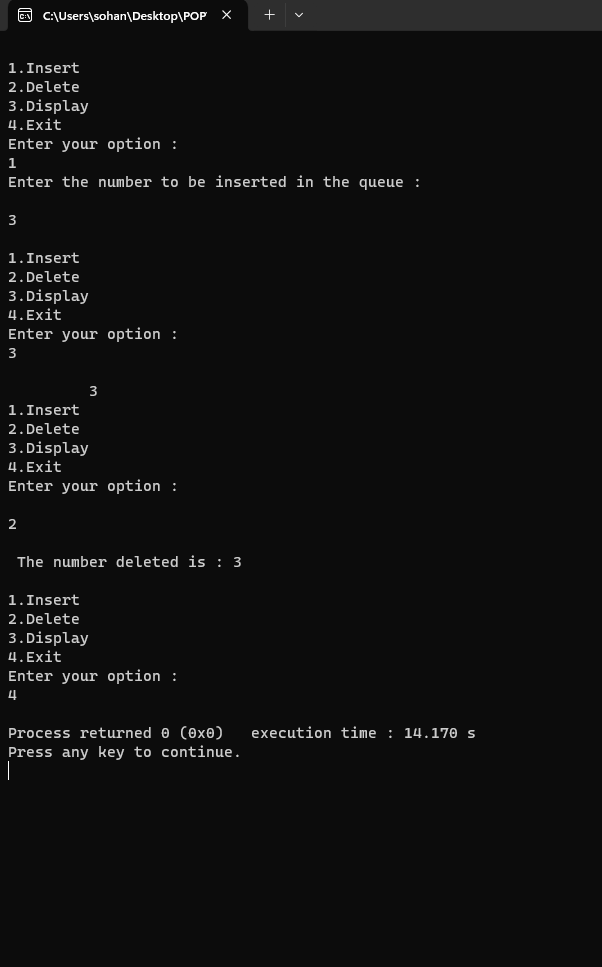 C:\Users\sohan\Desktop\POP'
1.Insert
2.Delete
3.Display
4.Exit
Enter your option :
1
Enter the number to be inserted in the queue :
3
1.Insert
2.Delete
3.Display
4.Exit
Enter your option :
3
3
1.Insert
2.Delete
3.Display
4.Exit
Enter your option :
2
The number deleted is : 3
1.Insert
2.Delete
3.Display
4.Exit
Enter your option :
4
Process returned 0 (0x0)   execution time : 14.170 s
Press any key to continue.